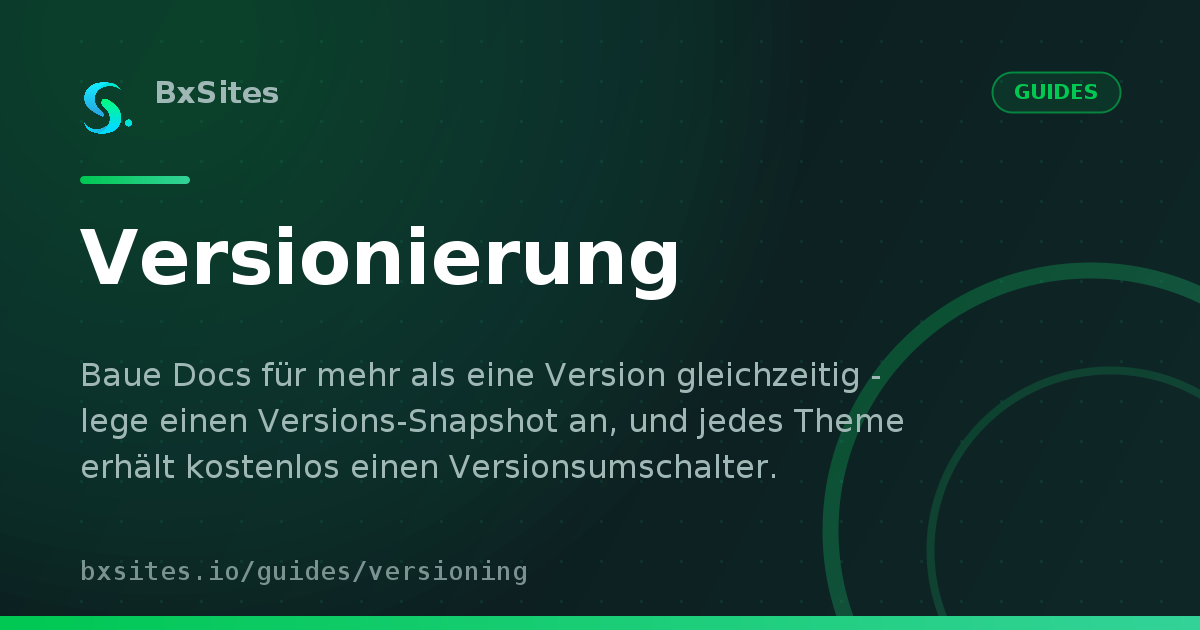 BxSites
GUIDES
Versionierung
Baue Docs für mehr als eine Version gleichzeitig -
lege einen Versions-Snapshot an, und jedes Theme
erhält kostenlos einen Versionsumschalter.
bxsites.io/guides/versioning